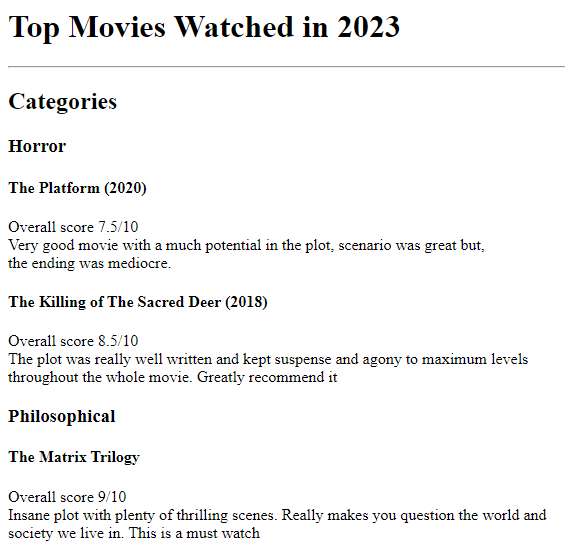 Top Movies Watched in 2023
Categories
Horror
The Platform (2020)
Overall score 7.5/10
Very good movie with a much potential in the plot, scenario was great but,
the ending was mediocre.
The Killing of The Sacred Deer (2018)
Overall score 8.5/10
The plot was really well written and kept suspense and agony to maximum levels
throughout the whole movie. Greatly recommend it
Philosophical
The Matrix Trilogy
Overall score 9/10
Insane plot with plenty of thrilling scenes. Really makes you question the world and
society we live in. This is a must watch